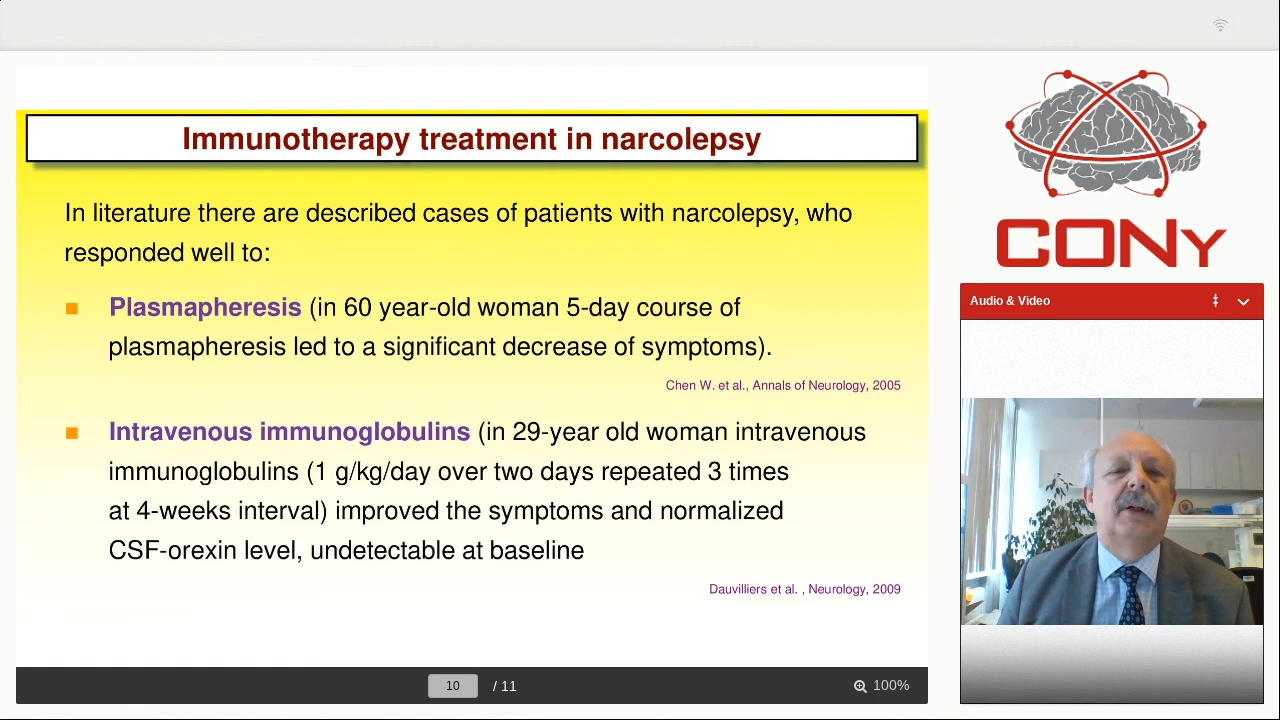 Immunotherapy treatment in narcolepsy
In literature there are described cases of patients with narcolepsy, who
responded well to:
Plasmapheresis (in 60 year-old woman 5-day course of
plasmapheresis led to a significant decrease of symptoms).
Chen W. et al., Annals of Neurology, 2005
Intravenous immunoglobulins (in 29-year old woman intravenous
immunoglobulins (1 g/kg/day over two days repeated 3 times
at 4-weeks interval) improved the symptoms and normalized
CSF-orexin level, undetectable at baseline
Dauvilliers et al. , Neurology, 2009
10 / 11
100%
CONy
Audio & Video